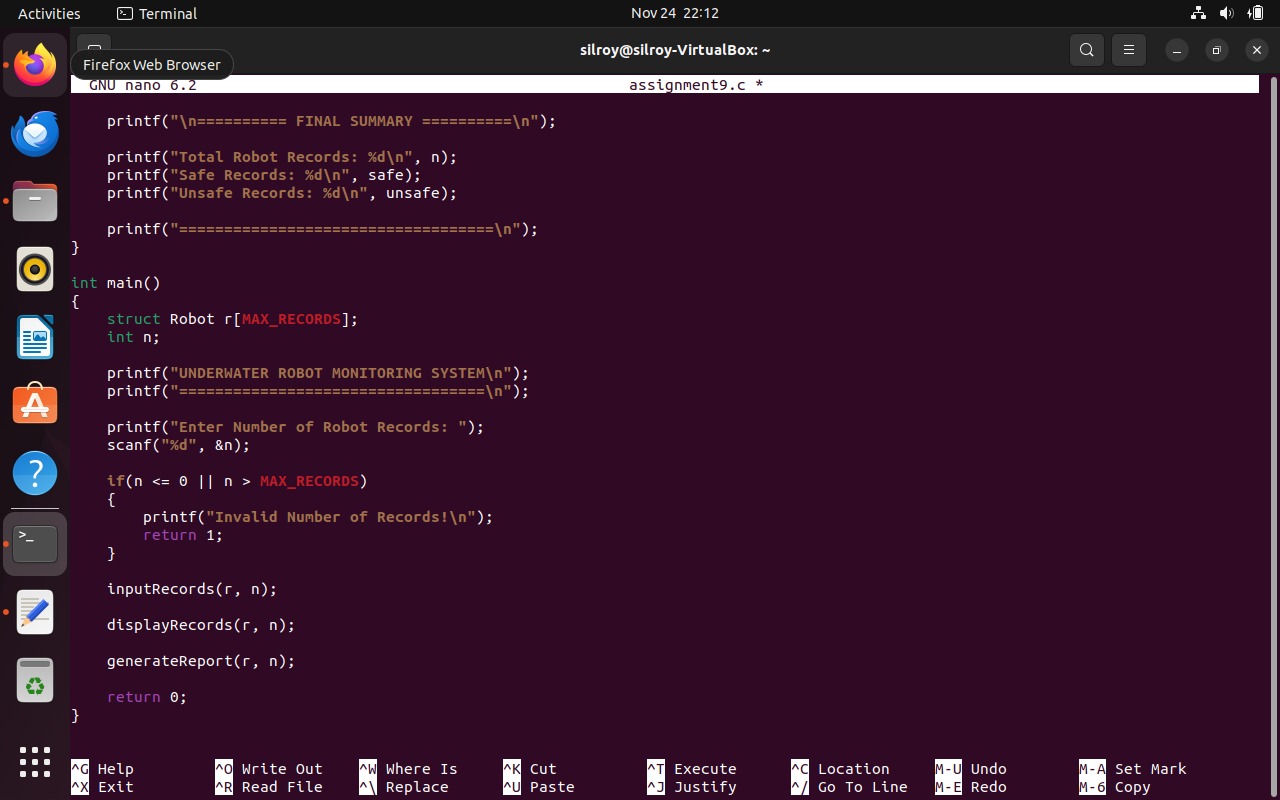 Activities Terminal Nov 24 22:12
silroy@silroy-VirtualBox: ~
Firefox Web Browser
GNU nano 6.2 assignment9.c *
printf("\n========== FINAL SUMMARY ==========\n");
printf("Total Robot Records: %d\n", n);
printf("Safe Records: %d\n", safe);
printf("Unsafe Records: %d\n", unsafe);
printf("===================================\n");
}
int main()
{
struct Robot r[MAX_RECORDS];
int n;
printf("UNDERWATER ROBOT MONITORING SYSTEM\n");
printf("==================================\n");
printf("Enter Number of Robot Records: ");
scanf("%d", &n);
if(n <= 0 || n > MAX_RECORDS)
{
printf("Invalid Number of Records!\n");
return 1;
}
inputRecords(r, n);
displayRecords(r, n);
generateReport(r, n);
return 0;
}
^G Help ^O Write Out ^W Where Is ^K Cut ^T Execute ^C Location M-U Undo M-A Set Mark
^X Exit ^R Read File ^\ Replace ^U Paste ^J Justify ^/ Go To Line M-E Redo M-6 Copy